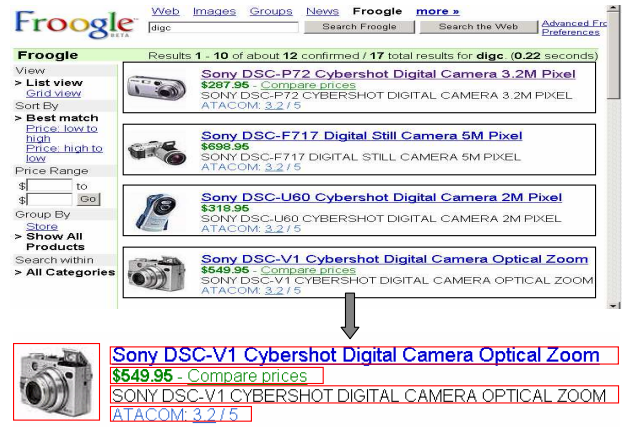 Froogle BETA
Web Images Groups News Froogle more »
digc Search Froogle Search the Web Advanced Fro
Preferences
Froogle Results 1 - 10 of about 12 confirmed / 17 total results for digc. (0.22 seconds)
View
> List view
Grid view
Sort By
> Best match
Price: low to
high
Price: high to
low
Price Range
$ to
$ Go
Group By
Store
> Show All
Products
Search within
> All Categories
Sony DSC-P72 Cybershot Digital Camera 3.2M Pixel
$287.95 - Compare prices
SONY DSC-P72 CYBERSHOT DIGITAL CAMERA 3.2M PIXEL
ATACOM: 3.2 / 5
Sony DSC-F717 Digital Still Camera 5M Pixel
$698.95
SONY DSC-F717 DIGITAL STILL CAMERA 5M PIXEL
ATACOM: 3.2 / 5
Sony DSC-U60 Cybershot Digital Camera 2M Pixel
$318.95
SONY DSC-U60 CYBERSHOT DIGITAL CAMERA 2M PIXEL
ATACOM: 3.2 / 5
Sony DSC-V1 Cybershot Digital Camera Optical Zoom
$549.95 - Compare prices
SONY DSC-V1 CYBERSHOT DIGITAL CAMERA OPTICAL ZOOM
ATACOM: 3.2 / 5
Sony DSC-V1 Cybershot Digital Camera Optical Zoom
$549.95 - Compare prices
SONY DSC-V1 CYBERSHOT DIGITAL CAMERA OPTICAL ZOOM
ATACOM: 3.2 / 5